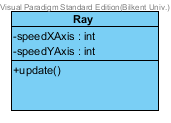 Visual Paradigm Standard Edition(Bilkent Univ.)
Ray
-speedXAxis : int
-speedYAxis : int
+update()